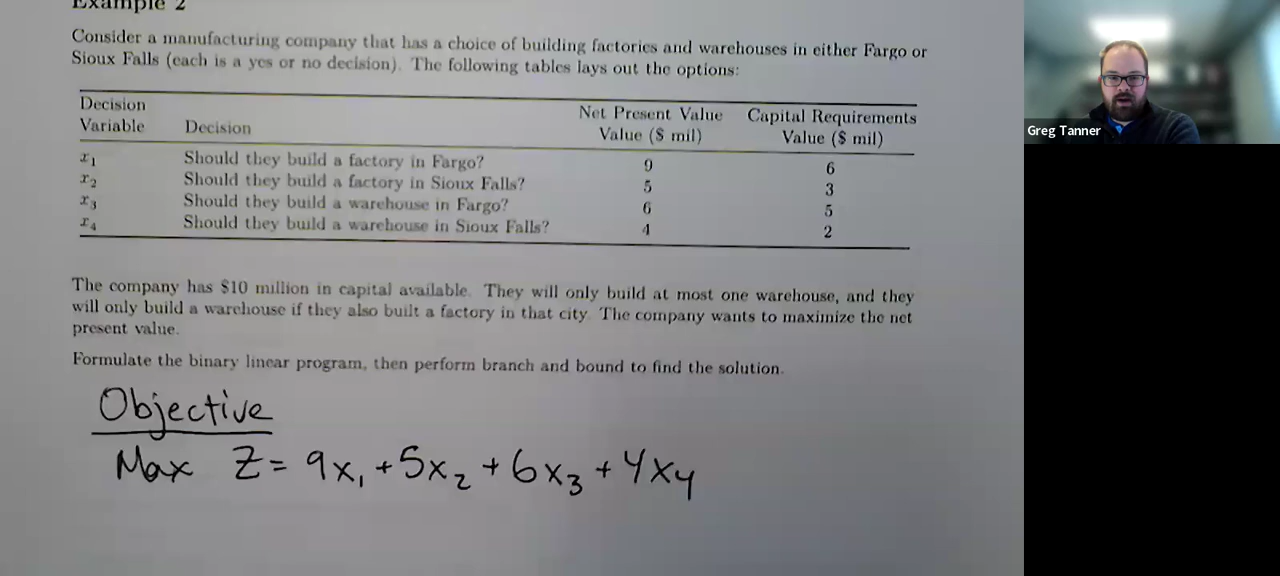 Example 2
Consider a manufacturing company that has a choice of building factories and warehouses in either Fargo or
Sioux Falls (each is a yes or no decision). The following tables lays out the options:
Decision Variable Decision Net Present Value Value ($ mil) Capital Requirements Value ($ mil)
x1 Should they build a factory in Fargo? 9 6
x2 Should they build a factory in Sioux Falls? 5 3
x3 Should they build a warehouse in Fargo? 6 5
x4 Should they build a warehouse in Sioux Falls? 4 2
The company has $10 million in capital available. They will only build at most one warehouse, and they
will only build a warehouse if they also built a factory in that city. The company wants to maximize the net
present value.
Formulate the binary linear program, then perform branch and bound to find the solution.
Objective
Max Z = 9x1 + 5x2 + 6x3 + 4x4
Greg Tanner